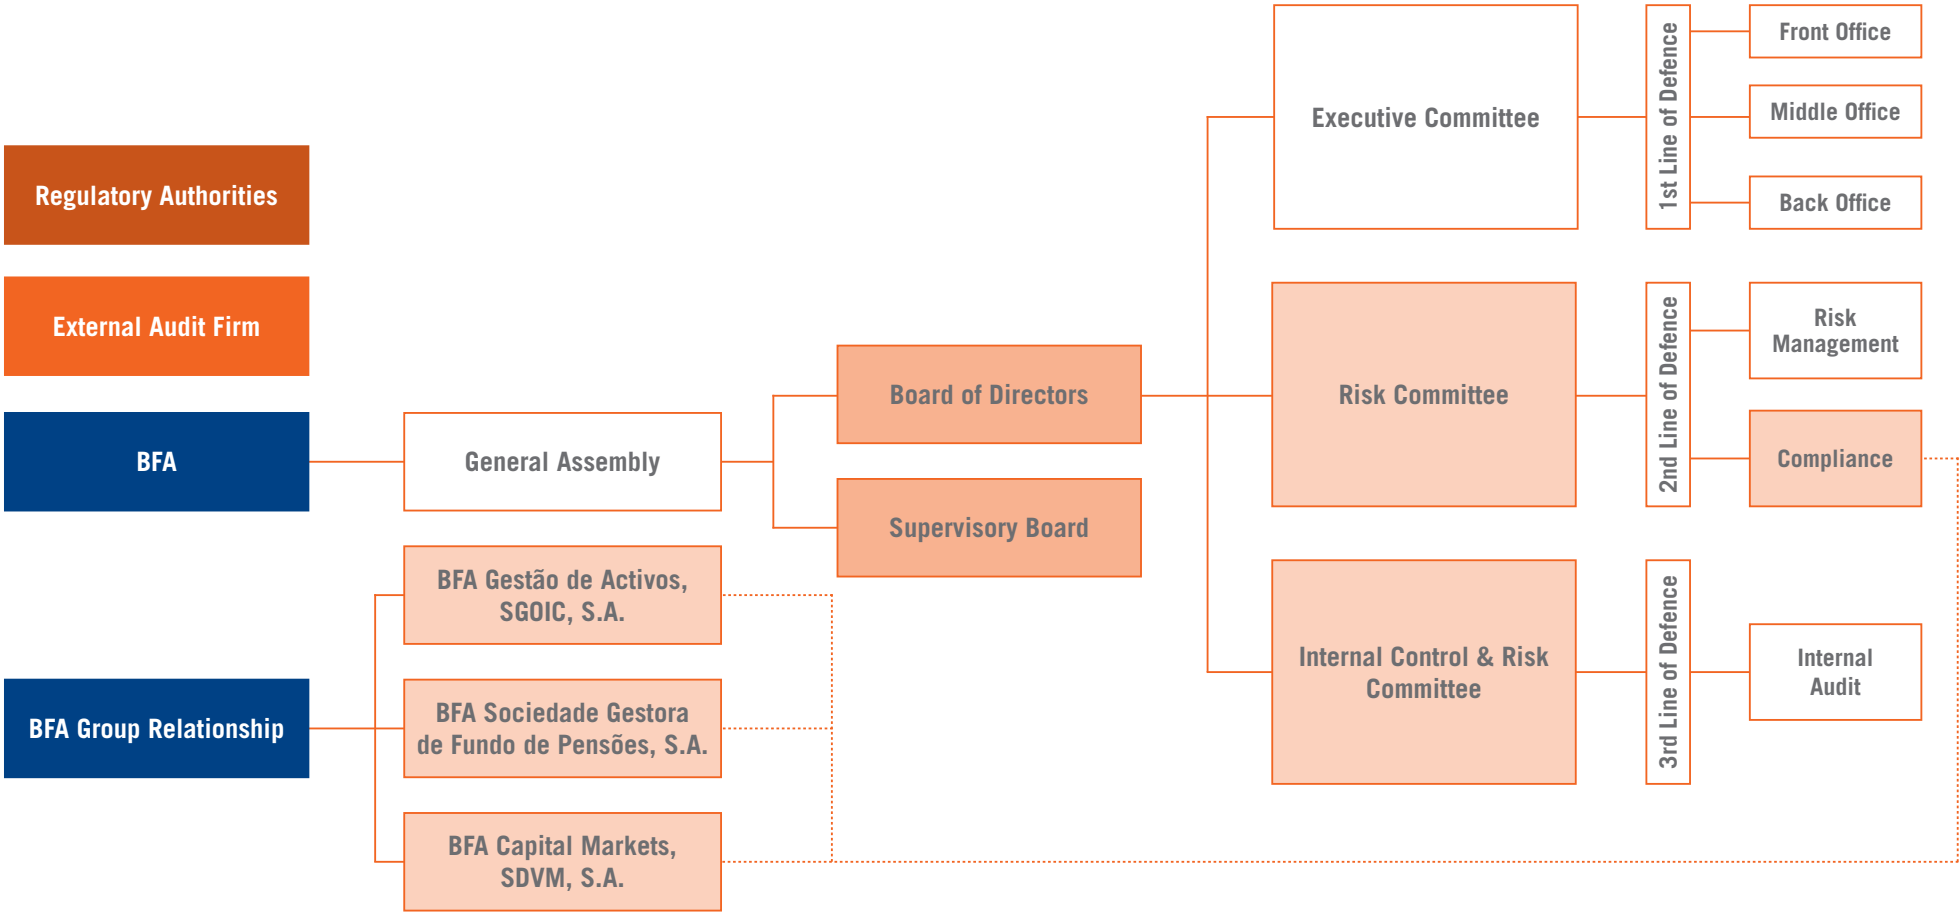 Regulatory Authorities
External Audit Firm
BFA
BFA Group Relationship
General Assembly
BFA Gestão de Activos,
SGOIC, S.A.
BFA Sociedade Gestora
de Fundo de Pensões, S.A.
BFA Capital Markets,
SDVM, S.A.
Board of Directors
Supervisory Board
Executive Committee
1st Line of Defence
Front Office
Middle Office
Back Office
Risk Committee
2nd Line of Defence
Risk
Management
Compliance
Internal Control & Risk
Committee
3rd Line of Defence
Internal
Audit